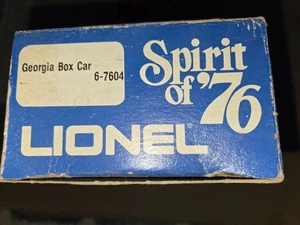 Georgia Box Car
6-7604
Spirit
of '76
LIONEL